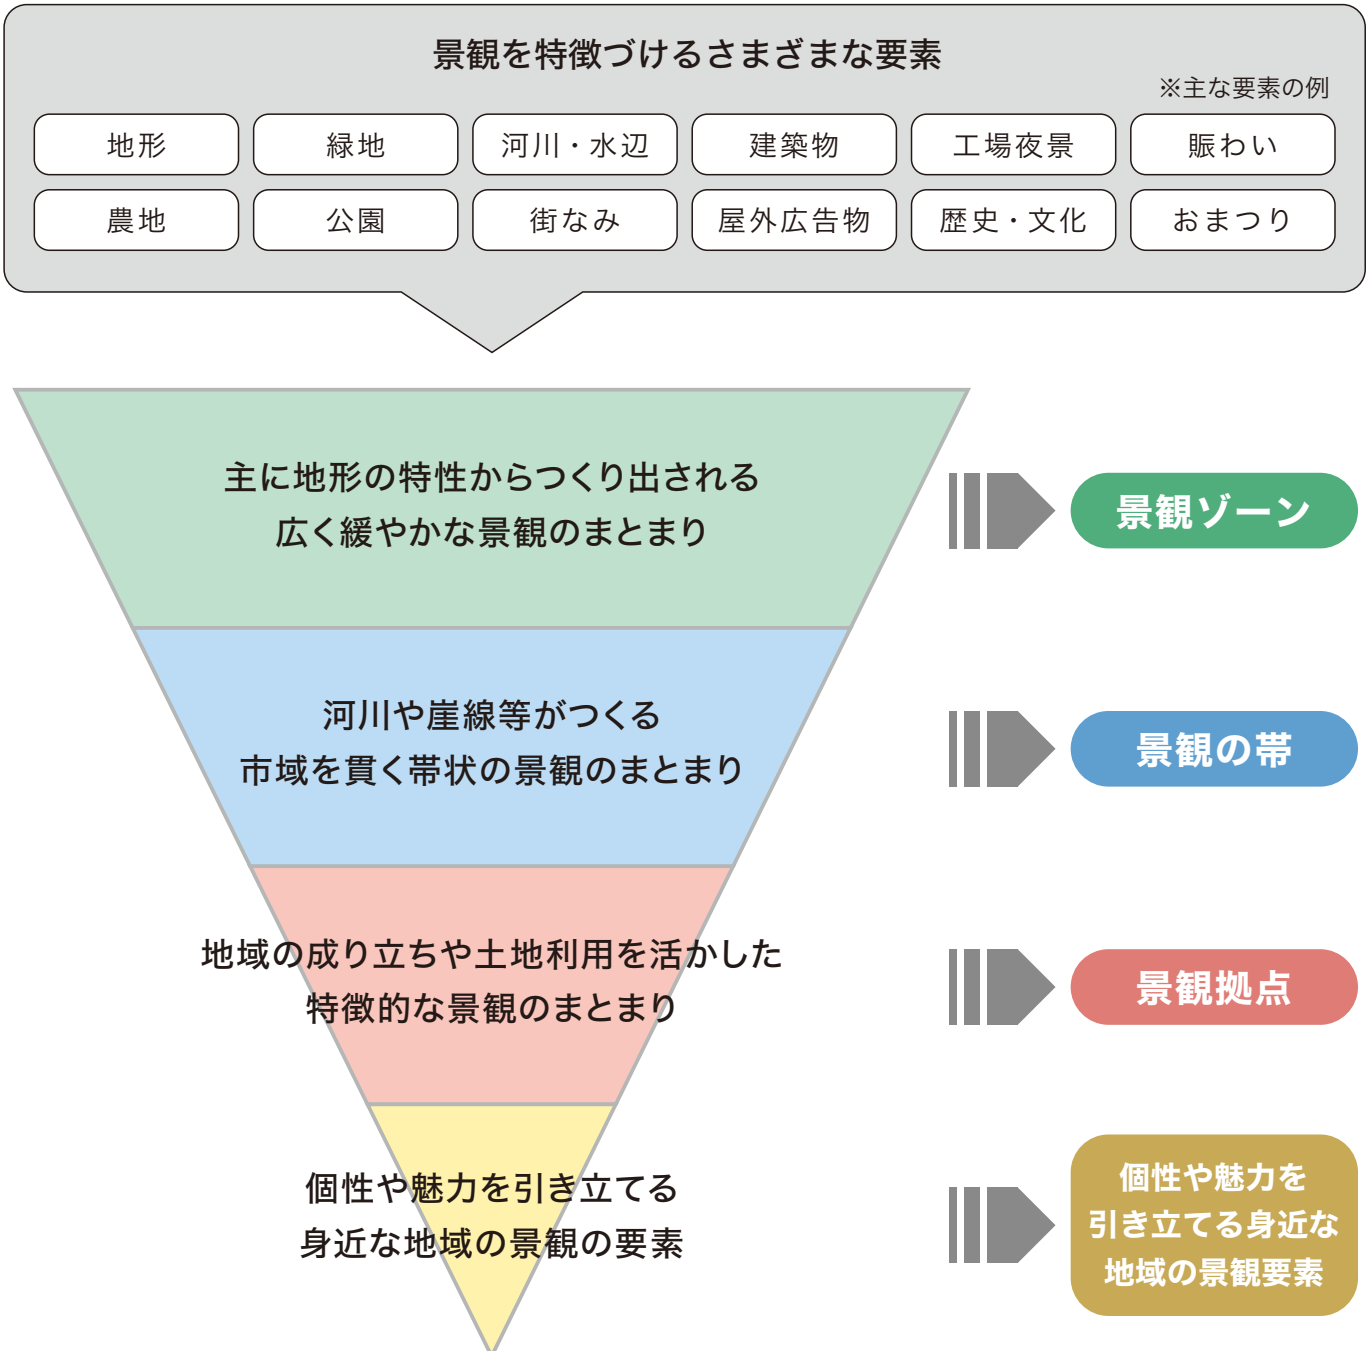 景観を特徴づけるさまざまな要素
※主な要素の例
地形
緑地
河川・水辺
建築物
工場夜景
賑わい
農地
公園
街なみ
屋外広告物
歴史・文化
おまつり
主に地形の特性からつくり出される
広く緩やかな景観のまとまり
景観ゾーン
河川や崖線等がつくる
市域を貫く帯状の景観のまとまり
景観の帯
地域の成り立ちや土地利用を活かした
特徴的な景観のまとまり
景観拠点
個性や魅力を引き立てる
身近な地域の景観の要素
個性や魅力を
引き立てる身近な
地域の景観要素